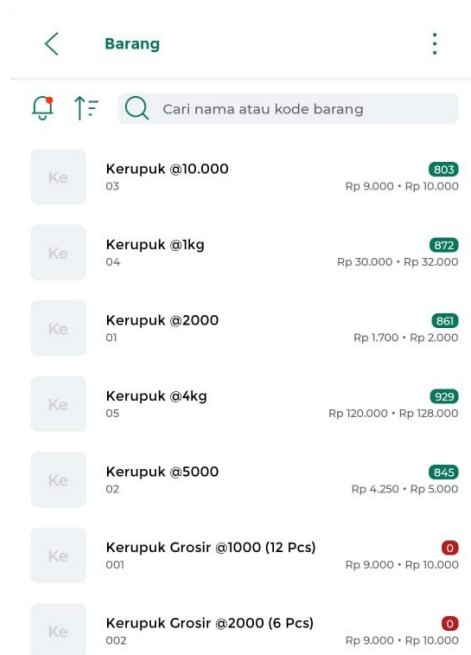 Barang
Cari nama atau kode barang
Ke
Kerupuk @10.000
803
03
Rp 9.000 • Rp 10.000
Ke
Kerupuk @1kg
872
04
Rp 30.000 • Rp 32.000
Ke
Kerupuk @2000
861
01
Rp 1.700 • Rp 2.000
Ke
Kerupuk @4kg
929
05
Rp 120.000 • Rp 128.000
Ke
Kerupuk @5000
845
02
Rp 4.250 • Rp 5.000
Ke
Kerupuk Grosir @1000 (12 Pcs)
0
001
Rp 9.000 • Rp 10.000
Ke
Kerupuk Grosir @2000 (6 Pcs)
0
002
Rp 9.000 • Rp 10.000